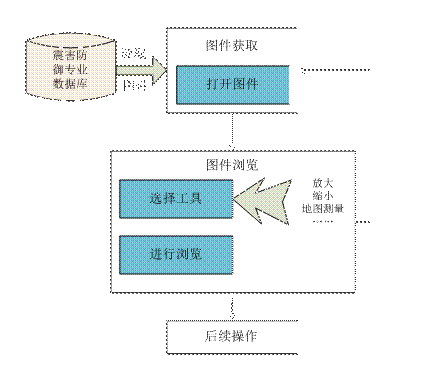 图件获取
震害防
御专业
数据库
打开图件
图件浏览
选择工具
放大
缩小
地图测量
……
进行浏览
后续操作